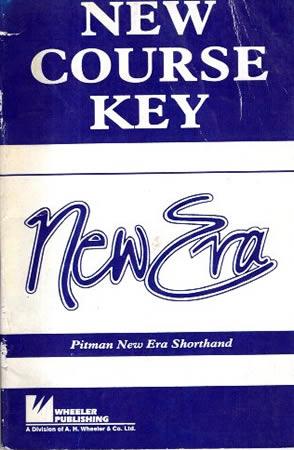 NEW
COURSE
KEY
New Era
Pitman New Era Shorthand
WHEELER
PUBLISHING
A Division of A. H. Wheeler & Co. Ltd.